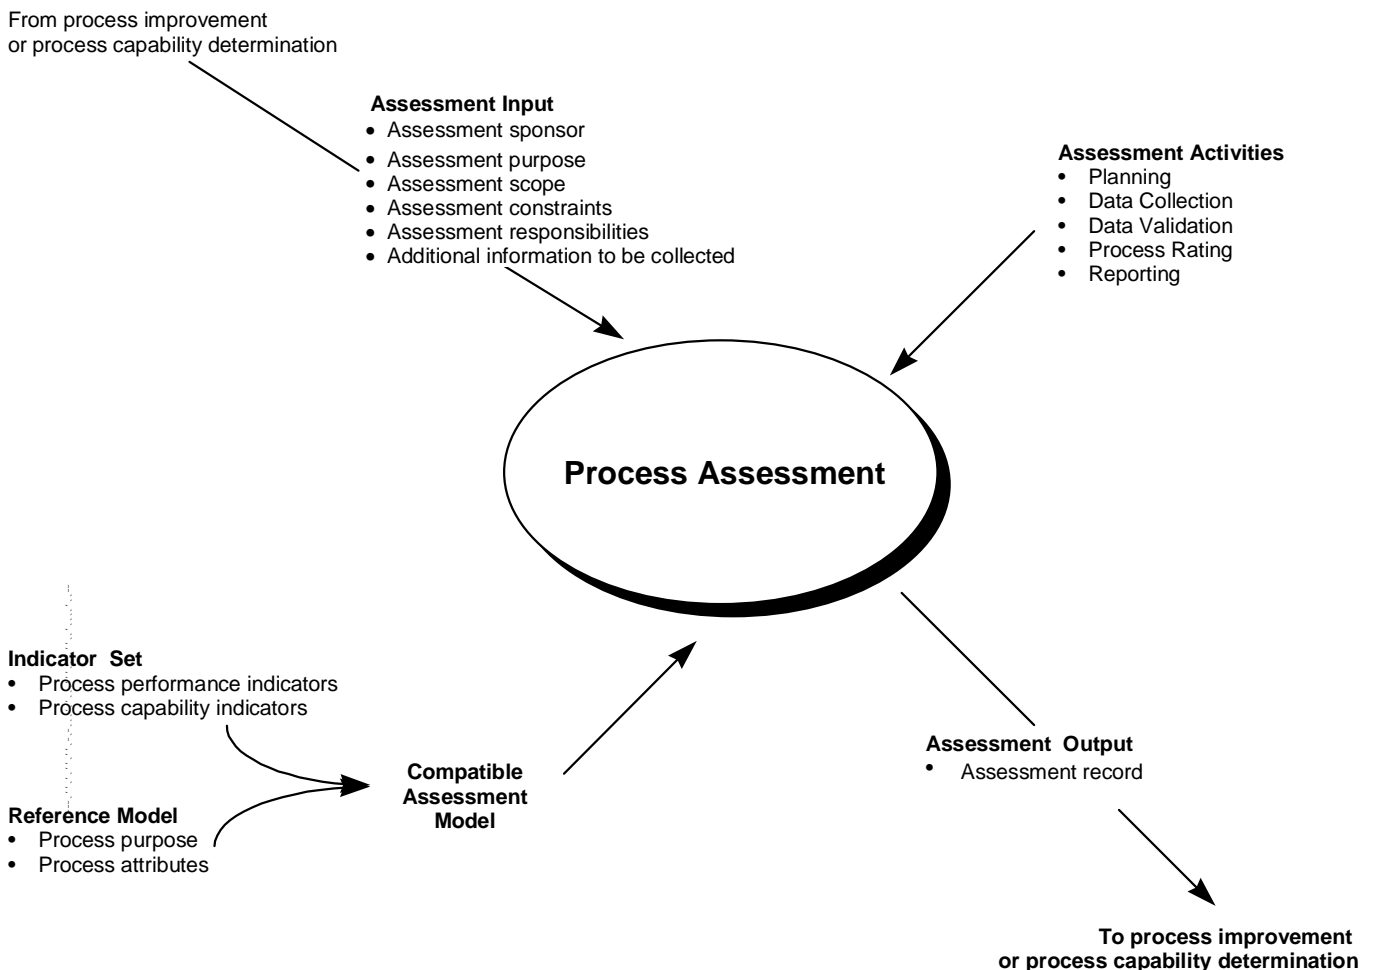 From process improvement
or process capability determination
Assessment Input
• Assessment sponsor
• Assessment purpose
• Assessment scope
• Assessment constraints
• Assessment responsibilities
• Additional information to be collected
Assessment Activities
• Planning
• Data Collection
• Data Validation
• Process Rating
• Reporting
Process Assessment
Indicator Set
• Process performance indicators
• Process capability indicators
Reference Model
• Process purpose
• Process attributes
Compatible
Assessment
Model
Assessment Output
• Assessment record
To process improvement
or process capability determination